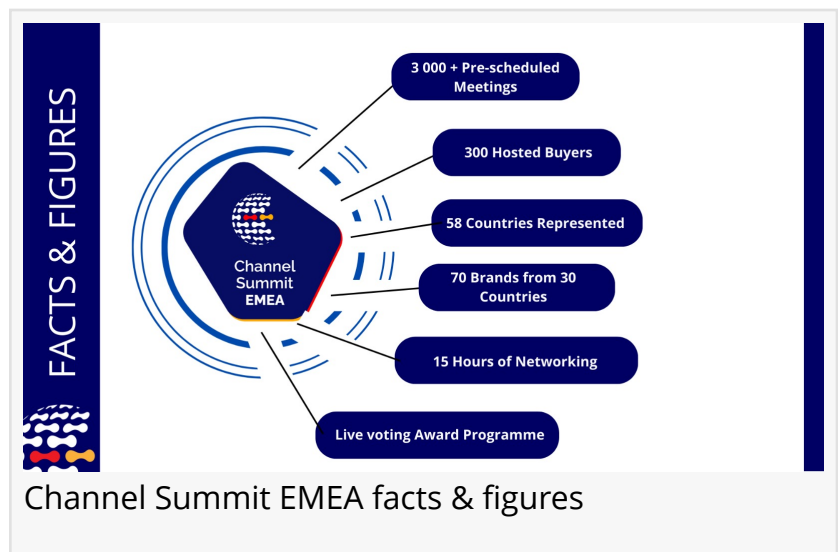 FACTS & FIGURES
3 000 + Pre-scheduled
Meetings
300 Hosted Buyers
58 Countries Represented
70 Brands from 30
Countries
15 Hours of Networking
Live voting Award Programme
Channel
Summit
EMEA
Channel Summit EMEA facts & figures